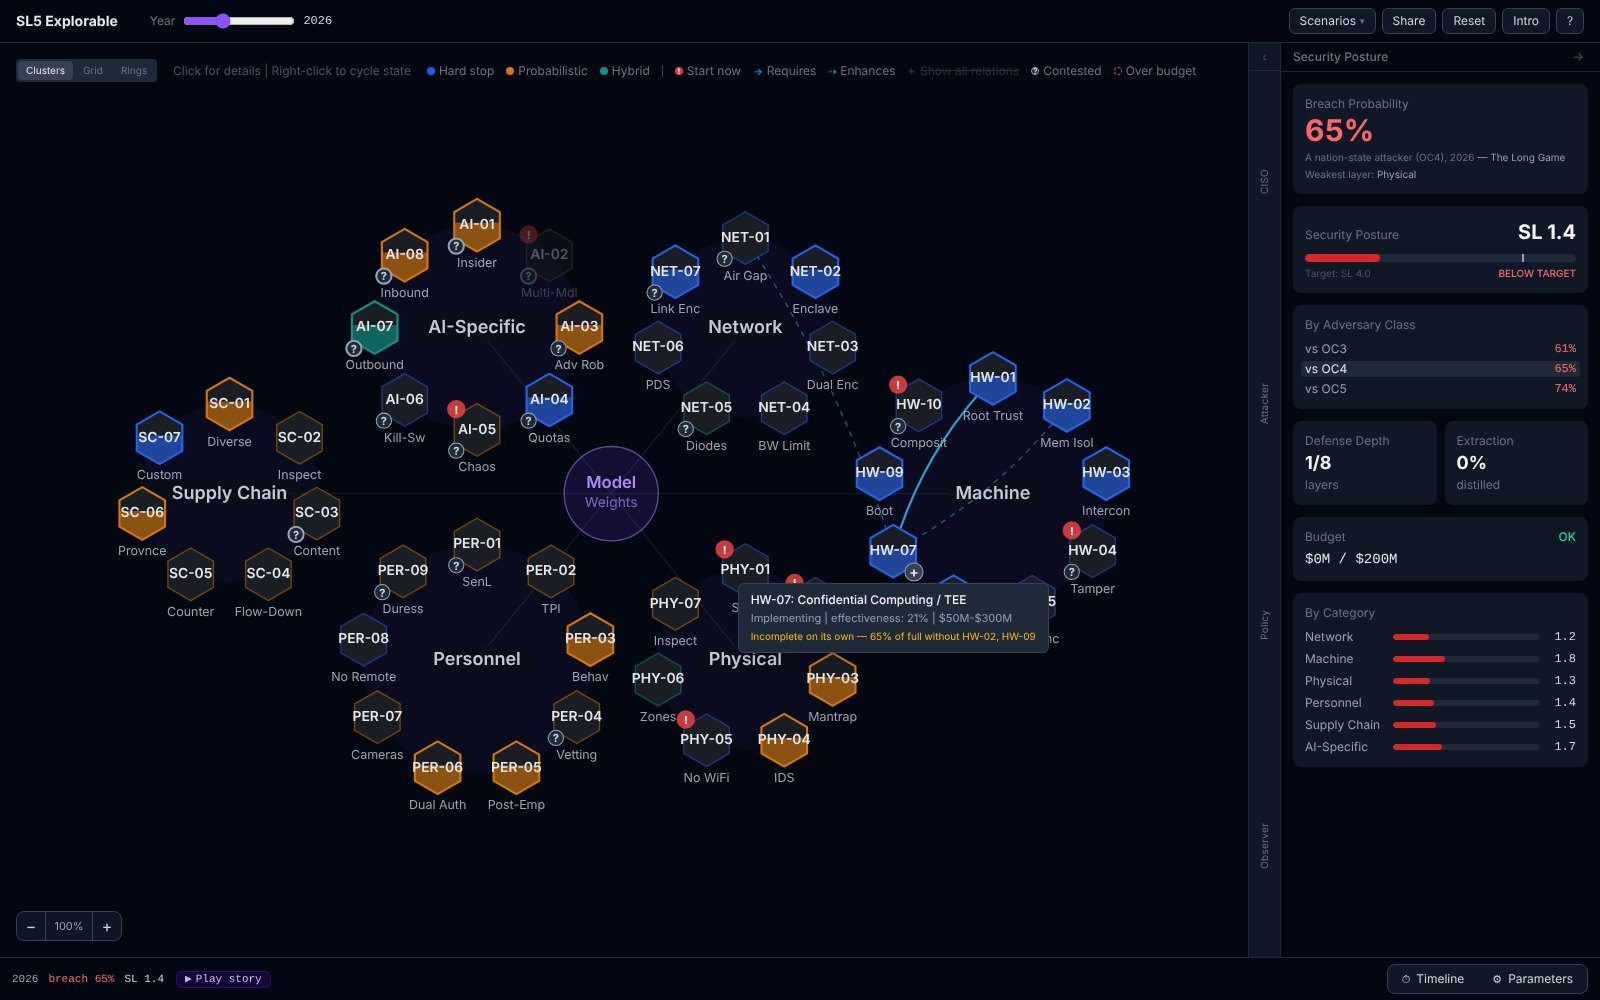 SL5 Explorable
Year
2026
Scenarios
Share
Reset
Intro
?
Clusters
Grid
Rings
Click for details | Right-click to cycle state
Hard stop
Probabilistic
Hybrid
! Start now
Requires
Enhances
Show all relations
? Contested
Over budget
AI-01
?
Insider
AI-08
?
Inbound
!
AI-02
?
Multi-Mdl
AI-07
?
Outbound
AI-Specific
AI-03
?
Adv Rob
AI-06
?
Kill-Sw
!
AI-05
?
Chaos
AI-04
?
Quotas
NET-01
?
Air Gap
NET-07
?
Link Enc
NET-02
Enclave
Network
NET-06
PDS
NET-03
Dual Enc
NET-05
?
Diodes
NET-04
BW Limit
SC-01
Diverse
SC-07
Custom
SC-02
Inspect
Supply Chain
SC-06
Provnce
SC-03
?
Content
SC-05
Counter
SC-04
Flow-Down
Model
Weights
HW-01
Root Trust
!
HW-10
?
Composit
HW-02
Mem Isol
HW-09
Boot
Machine
HW-03
Intercon
HW-07
+
!
HW-04
?
Tamper
PER-01
?
SenL
PER-09
?
Duress
PER-02
TPI
PER-08
No Remote
PER-03
Behav
Personnel
PER-07
Cameras
PER-04
?
Vetting
PER-06
Dual Auth
PER-05
Post-Emp
!
PHY-01
S
!
PHY-07
Inspect
5
nc
HW-07: Confidential Computing / TEE
Implementing | effectiveness: 21% | $50M-$300M
Incomplete on its own — 65% of full without HW-02, HW-09
Physical
PHY-06
Zones
PHY-03
Mantrap
!
PHY-05
No WiFi
PHY-04
IDS
−
100%
+
2026
breach 65%
SL 1.4
Play story
Timeline
Parameters
CISO
Attacker
Policy
Observer
Security Posture
Breach Probability
65%
A nation-state attacker (OC4), 2026 — The Long Game
Weakest layer: Physical
Security Posture
SL 1.4
Target: SL 4.0
BELOW TARGET
By Adversary Class
vs OC3 61%
vs OC4 65%
vs OC5 74%
Defense Depth
1/8
layers
Extraction
0%
distilled
Budget
OK
$0M / $200M
By Category
Network 1.2
Machine 1.8
Physical 1.3
Personnel 1.4
Supply Chain 1.5
AI-Specific 1.7